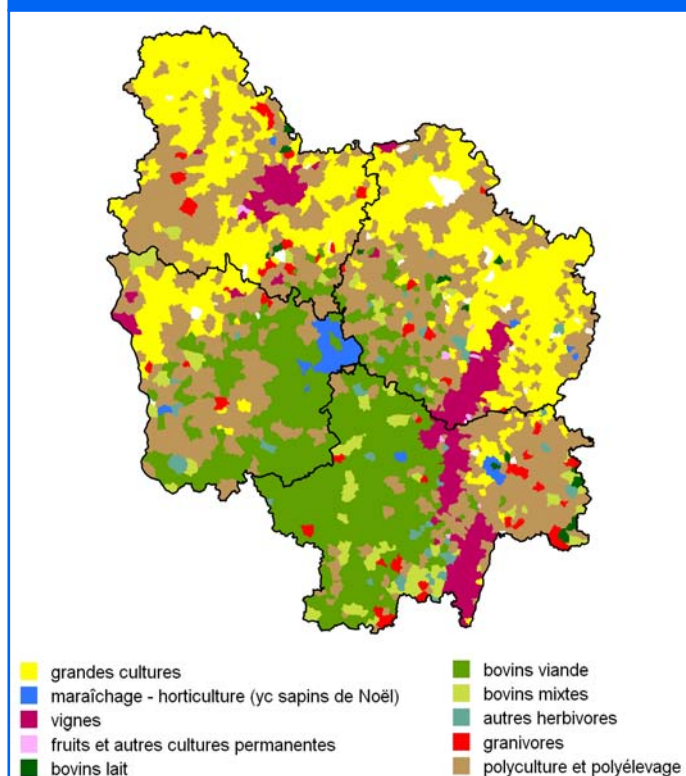 grandes cultures
maraîchage - horticulture (yc sapins de Noël)
vignes
fruits et autres cultures permanentes
bovins lait
bovins viande
bovins mixtes
autres herbivores
granivores
polyculture et polyélevage